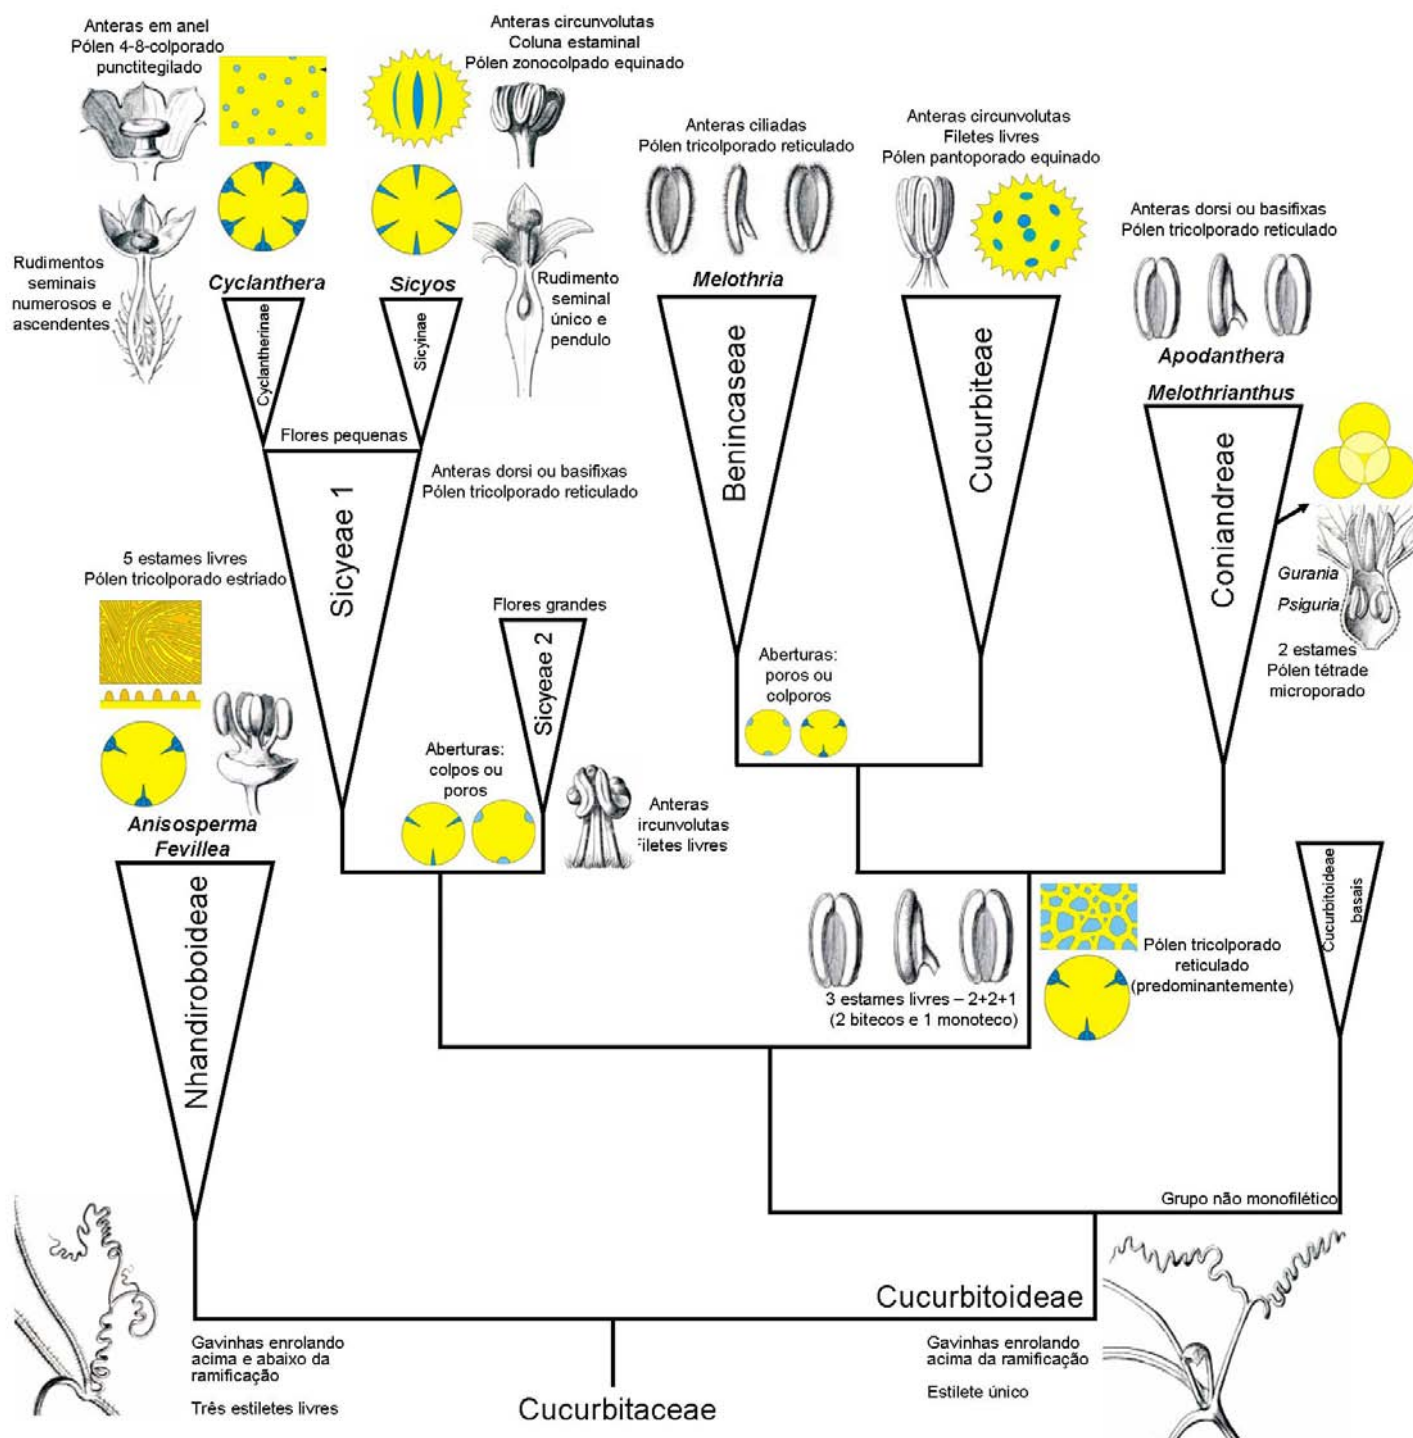 Anteras em anel
Pólen 4-8-colporado
punctitegilado
Anteras circunvolutas
Coluna estaminal
Pólen zonocolpado equinado
Anteras ciliadas
Pólen tricolporado reticulado
Anteras circunvolutas
Filetes livres
Pólen pantoporado equinado
Anteras dorsi ou basifixas
Pólen tricolporado reticulado
Rudimentos
seminais
numerosos e
ascendentes
Cyclanthera
Sicyos
Rudimento
seminal
único e
pendulo
Melothria
Apodanthera
Melothrianthus
Cyclantherinae
Sicyinae
Flores pequenas
Anteras dorsi ou basifixas
Pólen tricolporado reticulado
Sicyeae 1
Benincaseae
Cucurbiteae
Coniandreae
Gurania
Psiguria
2 estames
Pólen tétrade
microporado
5 estames livres
Pólen tricolporado estriado
Flores grandes
Sicyeae 2
Aberturas:
poros ou
colporos
Aberturas:
colpos ou
poros
Anteras
circunvolutas
Filetes livres
Anisosperma
Fevillea
Nhandiroboideae
Cucurbitoideae
basais
3 estames livres – 2+2+1
(2 bitecos e 1 monoteco)
Pólen tricolporado
reticulado
(predominantemente)
Grupo não monofilético
Cucurbitoideae
Gavinhas enrolando
acima e abaixo da
ramificação
Três estiletes livres
Gavinhas enrolando
acima da ramificação
Estilete único
Cucurbitaceae